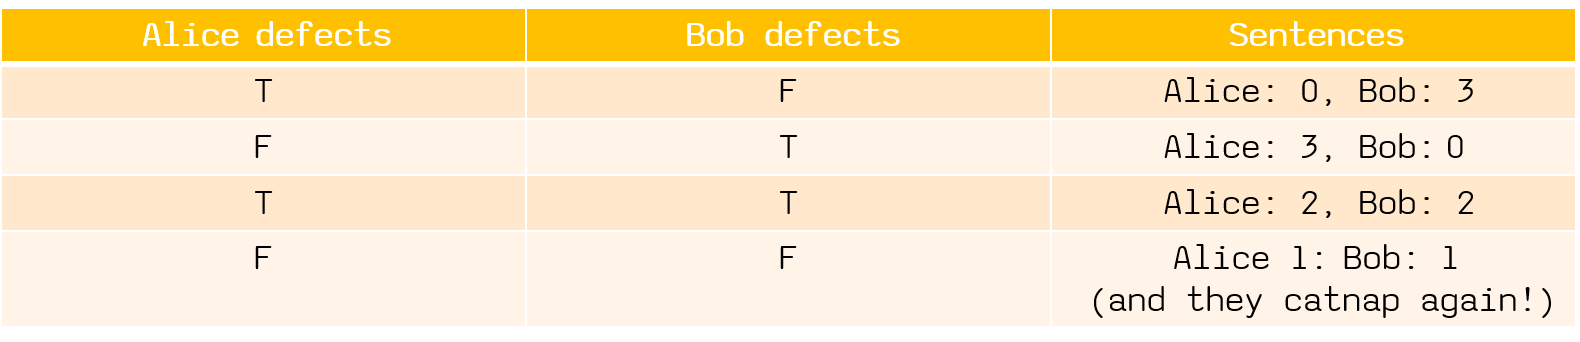 Alice defects Bob defects Sentences
T F Alice: 0, Bob: 3
F T Alice: 3, Bob: 0
T T Alice: 2, Bob: 2
F F Alice 1: Bob: 1
(and they catnap again!)